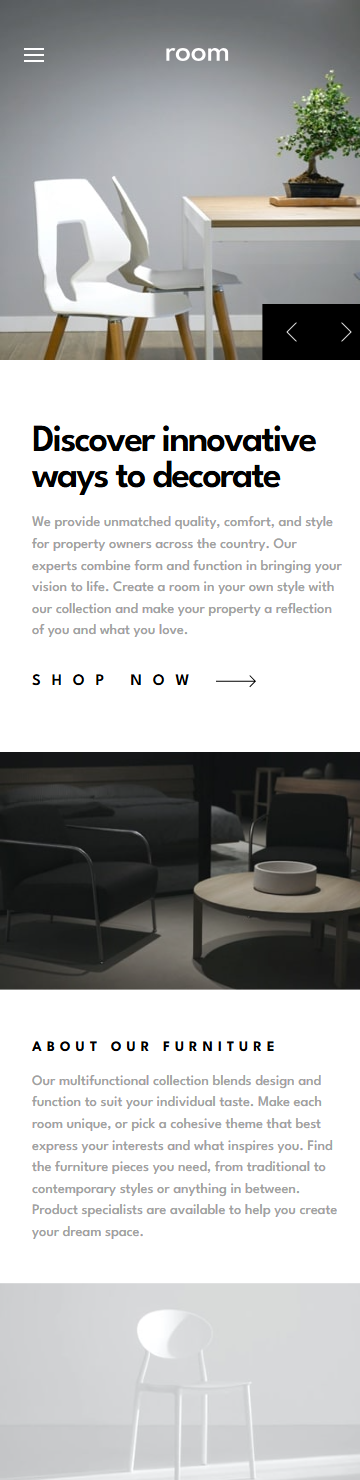 room
Discover innovative
ways to decorate
We provide unmatched quality, comfort, and style
for property owners across the country. Our
experts combine form and function in bringing your
vision to life. Create a room in your own style with
our collection and make your property a reflection
of you and what you love.
SHOP NOW
ABOUT OUR FURNITURE
Our multifunctional collection blends design and
function to suit your individual taste. Make each
room unique, or pick a cohesive theme that best
express your interests and what inspires you. Find
the furniture pieces you need, from traditional to
contemporary styles or anything in between.
Product specialists are available to help you create
your dream space.